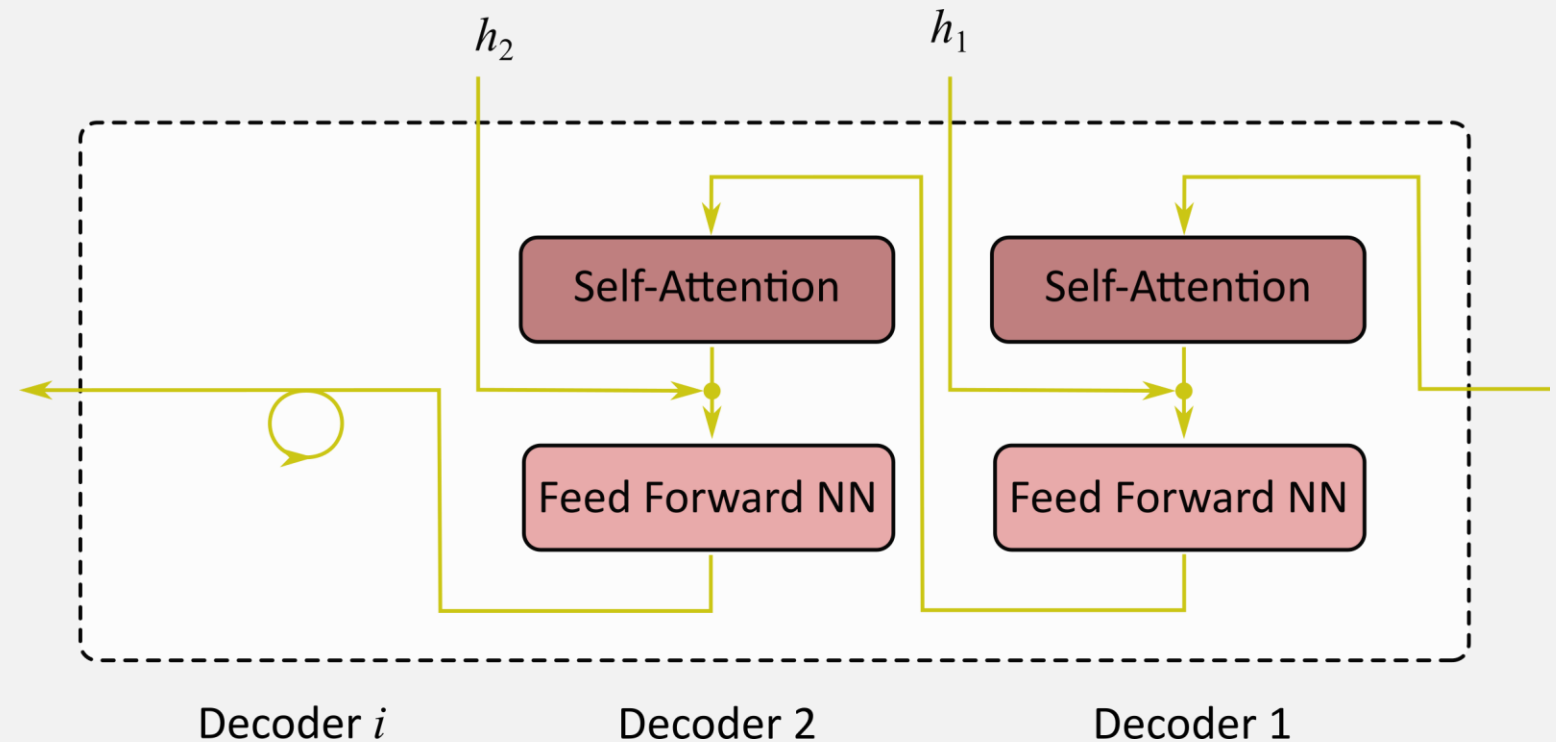 h₂
h₁
Self-Attention
Self-Attention
Feed Forward NN
Feed Forward NN
Decoder i
Decoder 2
Decoder 1